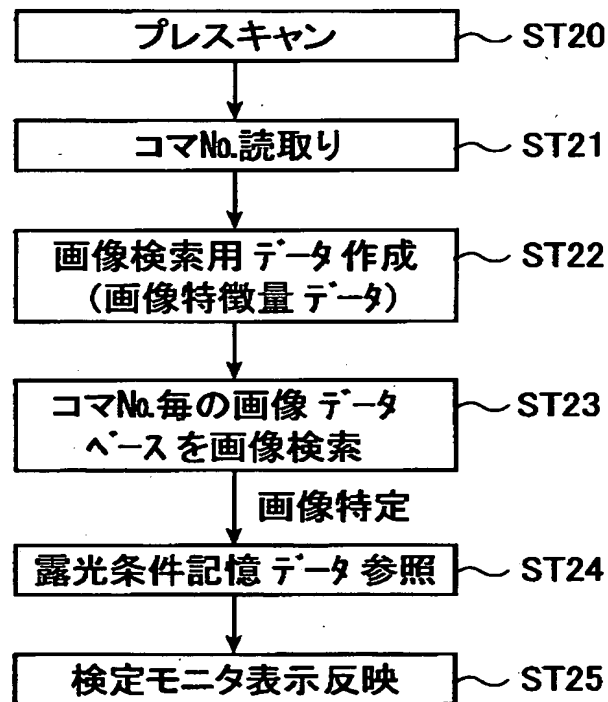 プレスキャン ST20
コマNo.読取り ST21
画像検索用データ作成 ST22
(画像特徴量データ)
コマNo.毎の画像データ ST23
ベースを画像検索
画像特定
露光条件記憶データ参照 ST24
検定モニタ表示反映 ST25